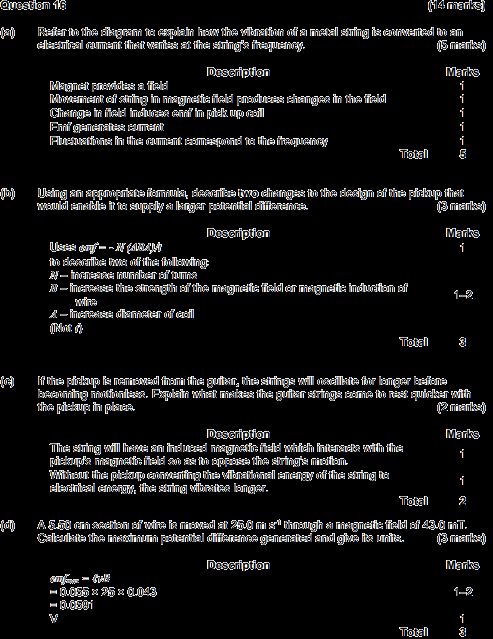 Question 18 (14 marks)
(a) Refer to the diagram to explain how the vibration of a metal string is converted to an
electrical current that varies at the string's frequency. (5 marks)
Description Marks
Magnet provides a field 1
Movement of string in magnetic field produces changes in the field 1
Change in field induces emf in pick up coil 1
Emf generates current 1
Fluctuations in the current correspond to the frequency 1
Total 5
(b) Using an appropriate formula, describe two changes to the design of the pickup that
would enable it to supply a larger potential difference. (3 marks)
Description Marks
Uses emf = - N (ΔBA)/t 1
to describe two of the following:
N – increase number of turns
B – increase the strength of the magnetic field or magnetic induction of
wire 1–2
A – increase diameter of coil
(Not t)
Total 3
(c) If the pickup is removed from the guitar, the strings will oscillate for longer before
becoming motionless. Explain what makes the guitar strings come to rest quicker with
the pickup in place. (2 marks)
Description Marks
The string will have an induced magnetic field which interacts with the
pickup's magnetic field so as to oppose the string's motion. 1
Without the pickup converting the vibrational energy of the string to
electrical energy, the string vibrates longer. 1
Total 2
(d) A 5.50 cm section of wire is moved at 25.0 m s⁻¹ through a magnetic field of 43.0 mT.
Calculate the maximum potential difference generated and give its units. (3 marks)
Description Marks
emfₘₐₓ = ℓvB
= 0.055 × 25 × 0.043 1–2
= 0.0591
V 1
Total 3